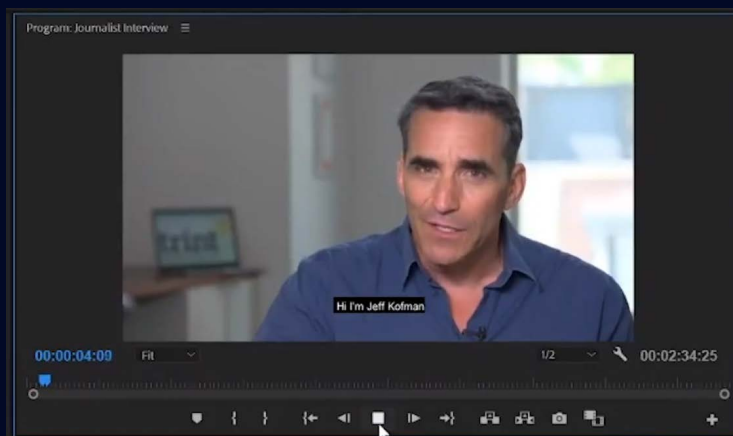 Program: Journalist Interview
trint
Hi I'm Jeff Kofman
00:00:04:09 Fit 1/2 00:02:34:25